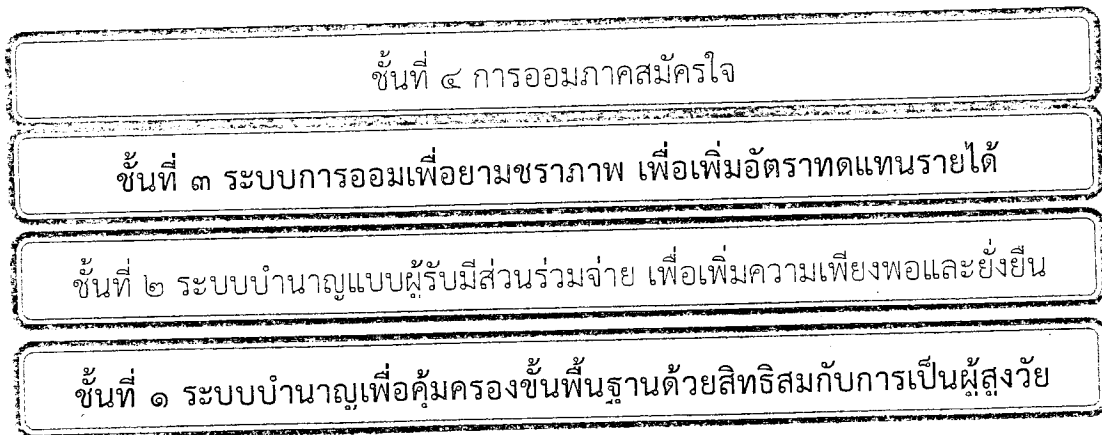 ชั้นที่ ๔ การออมภาคสมัครใจ
ชั้นที่ ๓ ระบบการออมเพื่อยามชราภาพ เพื่อเพิ่มอัตราทดแทนรายได้
ชั้นที่ ๒ ระบบบำนาญแบบผู้รับมีส่วนร่วมจ่าย เพื่อเพิ่มความเพียงพอและยั่งยืน
ชั้นที่ ๑ ระบบบำนาญเพื่อคุ้มครองขั้นพื้นฐานด้วยสิทธิสมกับการเป็นผู้สูงวัย